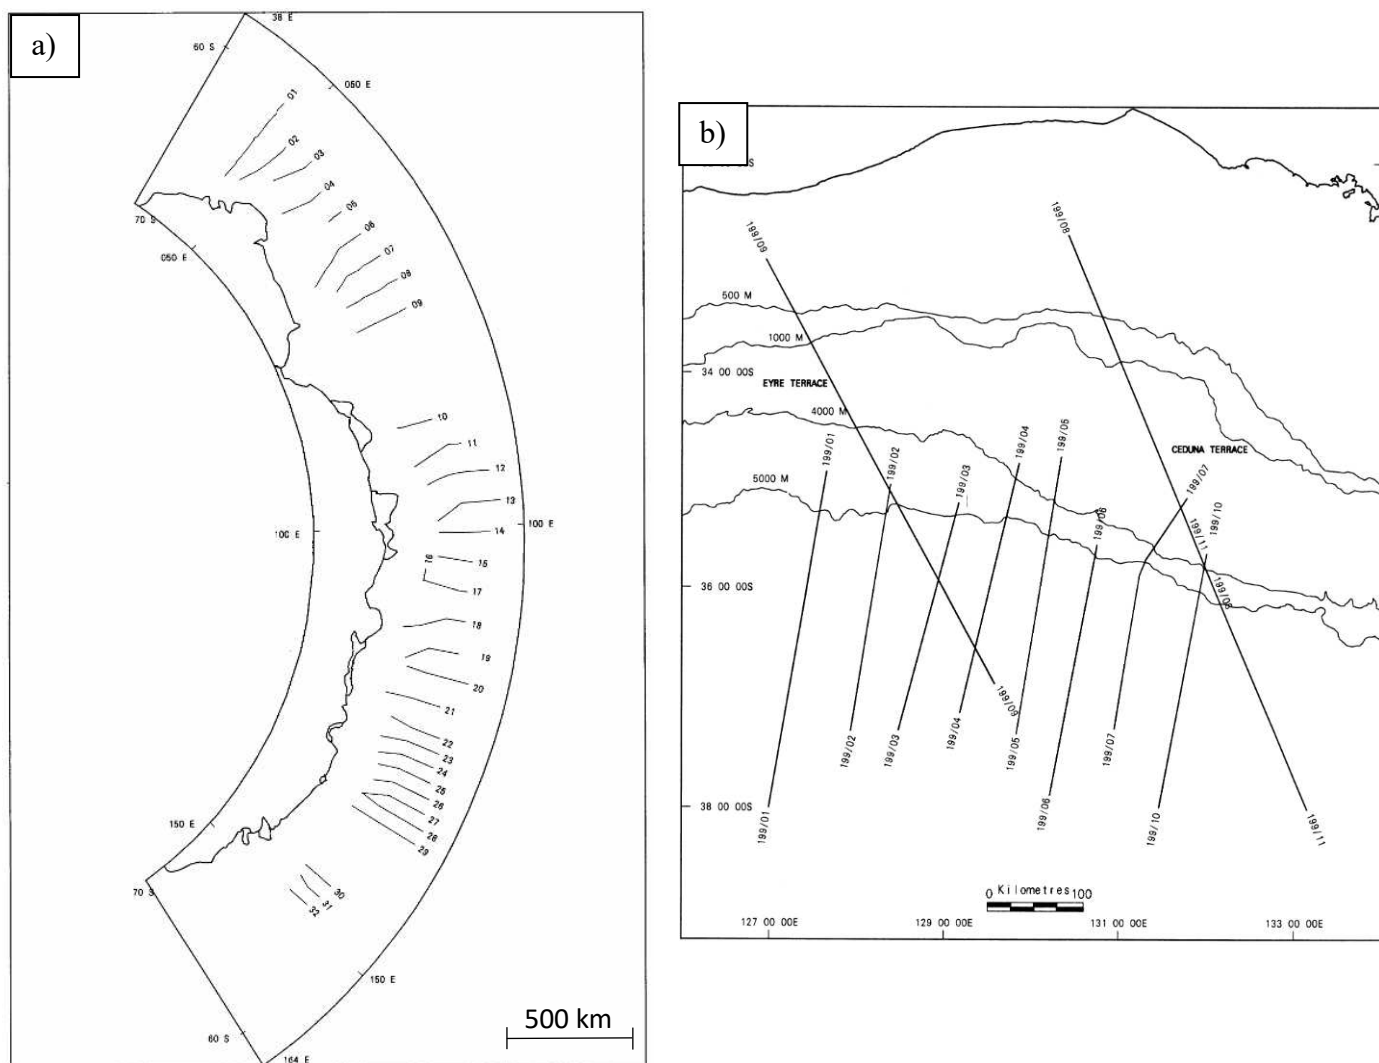 a)
38 E
60 S
050 E
01
02
03
04
05
06
07
08
09
70 S
050 E
10
11
12
13
100 E
14
100 E
15
16
17
18
19
20
21
22
23
24
25
26
27
28
29
150 E
70 S
30
31
32
150 E
60 S
164 E
500 km
b)
00S
199/09
199/08
500 M
1000 M
34 00 00S
EYRE TERRACE
4000 M
199/01
199/02
199/03
199/04
199/05
CEDUNA TERRACE
199/07
5000 M
199/06
199/10
199/11
36 00 00S
199/09
199/02
199/03
199/04
199/05
199/07
38 00 00S
199/01
199/06
199/10
199/11
0 Kilometres 100
127 00 00E
129 00 00E
131 00 00E
133 00 00E